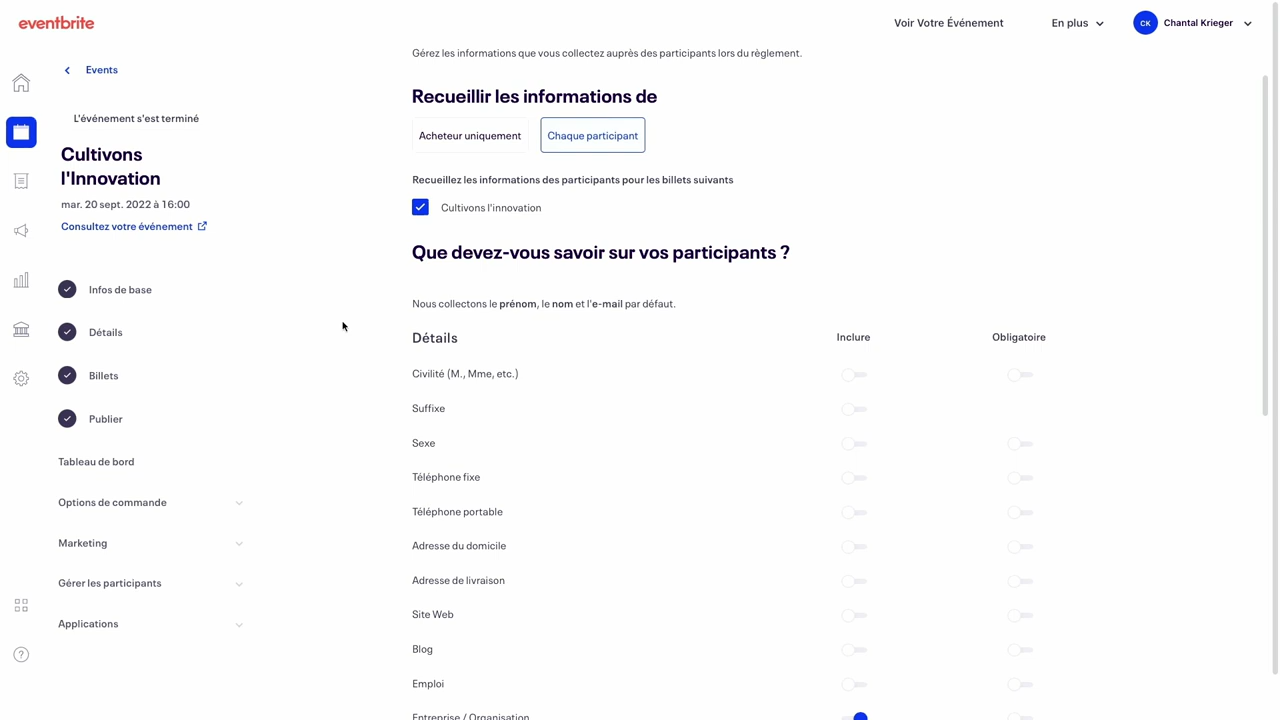 eventbrite
Voir Votre Événement
En plus
CK
Chantal Krieger
Events
L'événement s'est terminé
Cultivons
l'Innovation
mar. 20 sept. 2022 à 16:00
Consultez votre événement
Infos de base
Détails
Billets
Publier
Tableau de bord
Options de commande
Marketing
Gérer les participants
Applications
Gérez les informations que vous collectez auprès des participants lors du règlement.
Recueillir les informations de
Acheteur uniquement
Chaque participant
Recueillez les informations des participants pour les billets suivants
Cultivons l'innovation
Que devez-vous savoir sur vos participants ?
Nous collectons le prénom, le nom et l'e-mail par défaut.
Détails Inclure Obligatoire
Civilité (M., Mme, etc.)
Suffixe
Sexe
Téléphone fixe
Téléphone portable
Adresse du domicile
Adresse de livraison
Site Web
Blog
Emploi
Entreprise / Organisation